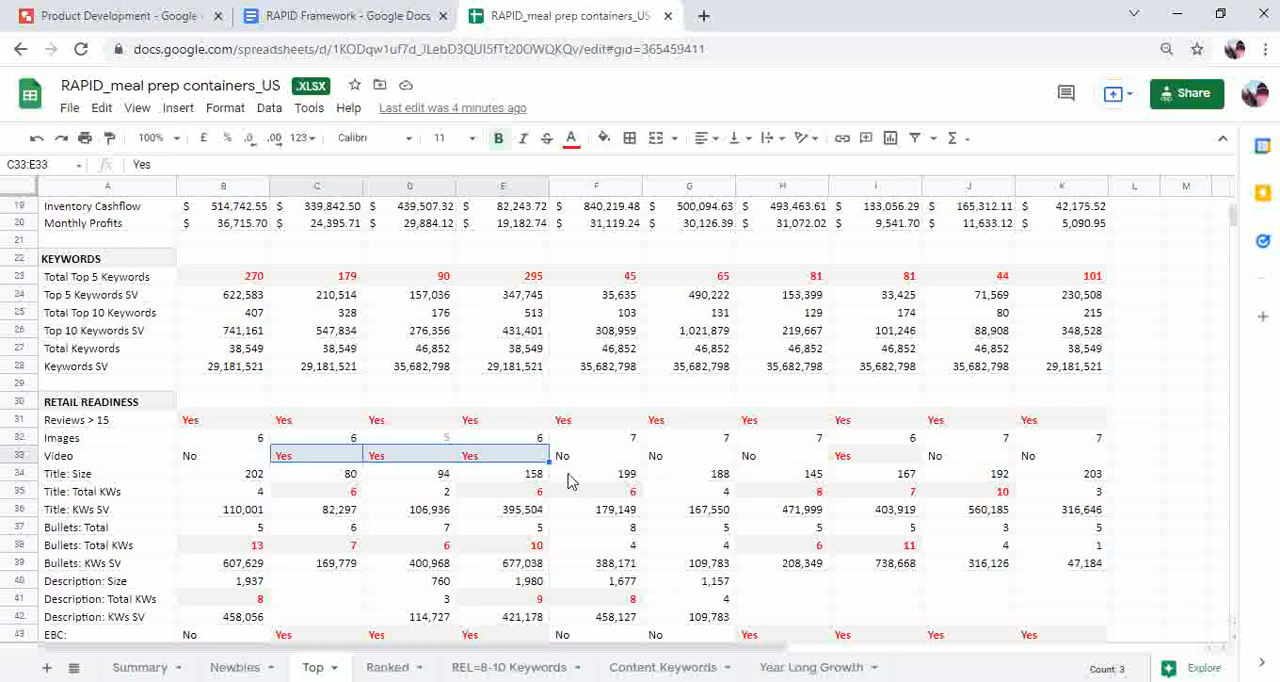 Product Development - Google
RAPID Framework - Google Docs
RAPID_meal prep containers_US
RAPID_meal prep containers_US .XLSX
File Edit View Insert Format Data Tools Help Last edit was 4 minutes ago
Share
100% £ % .0 .00 123 Calibri 11 B I S A
C33:E33 fx Yes
A B C D E F G H I J K L M
19 Inventory Cashflow $ 514,742.55 $ 339,842.50 $ 439,507.32 $ 82,243.72 $ 840,219.48 $ 500,094.63 $ 493,463.61 $ 133,056.29 $ 165,312.11 $ 42,175.52
20 Monthly Profits $ 36,715.70 $ 24,395.71 $ 29,884.12 $ 19,182.74 $ 31,119.24 $ 30,126.39 $ 31,072.02 $ 9,541.70 $ 11,633.12 $ 5,090.95
21
22 KEYWORDS
23 Total Top 5 Keywords 270 179 90 295 45 65 81 81 44 101
24 Top 5 Keywords SV 622,583 210,514 157,036 347,745 35,635 490,222 153,399 33,425 71,569 230,508
25 Total Top 10 Keywords 407 328 176 513 103 131 129 174 80 215
26 Top 10 Keywords SV 741,161 547,834 276,356 431,401 308,959 1,021,879 219,667 101,246 88,908 348,528
27 Total Keywords 38,549 38,549 46,852 38,549 46,852 46,852 46,852 46,852 46,852 38,549
28 Keywords SV 29,181,521 29,181,521 35,682,798 29,181,521 35,682,798 35,682,798 35,682,798 35,682,798 35,682,798 29,181,521
29
30 RETAIL READINESS
31 Reviews > 15 Yes Yes Yes Yes Yes Yes Yes Yes Yes Yes
32 Images 6 6 5 6 7 7 7 6 7 7
33 Video No Yes Yes Yes No No No Yes No No
34 Title: Size 202 80 94 158 199 188 145 167 192 203
35 Title: Total KWs 4 6 2 6 6 4 8 7 10 3
36 Title: KWs SV 110,001 82,297 106,936 395,504 179,149 167,550 471,999 403,919 560,185 316,646
37 Bullets: Total 5 6 7 5 8 5 5 5 3 5
38 Bullets: Total KWs 13 7 6 10 4 4 6 11 4 1
39 Bullets: KWs SV 607,629 169,779 400,968 677,038 388,171 109,783 208,349 738,668 316,126 47,184
40 Description: Size 1,937 760 1,980 1,677 1,157
41 Description: Total KWs 8 3 9 8 4
42 Description: KWs SV 458,056 114,727 421,178 458,127 109,783
43 EBC: No Yes Yes Yes No No Yes Yes Yes Yes
Summary Newbies Top Ranked REL=8-10 Keywords Content Keywords Year Long Growth Count: 3 Explore